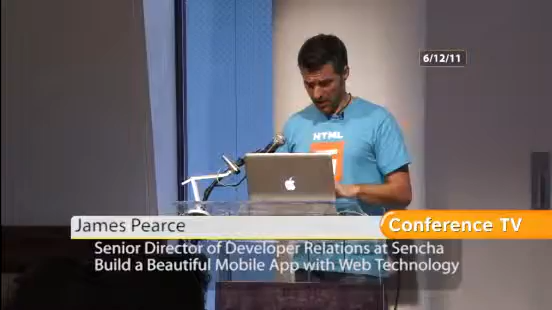 6/12/11
HTML
James Pearce
Conference TV
Senior Director of Developer Relations at Sencha
Build a Beautiful Mobile App with Web Technology